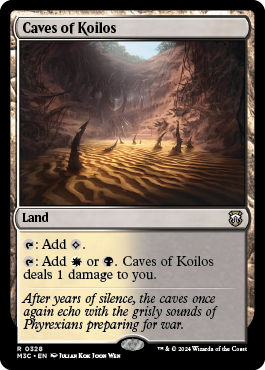 Caves of Koilos
Land
: Add .
: Add  or . Caves of Koilos
deals 1 damage to you.
After years of silence, the caves once
again echo with the grisly sounds of
Phyrexians preparing for war.
R 0328
M3C • EN Julian Kok Joon Wen
™ & © 2024 Wizards of the Coast